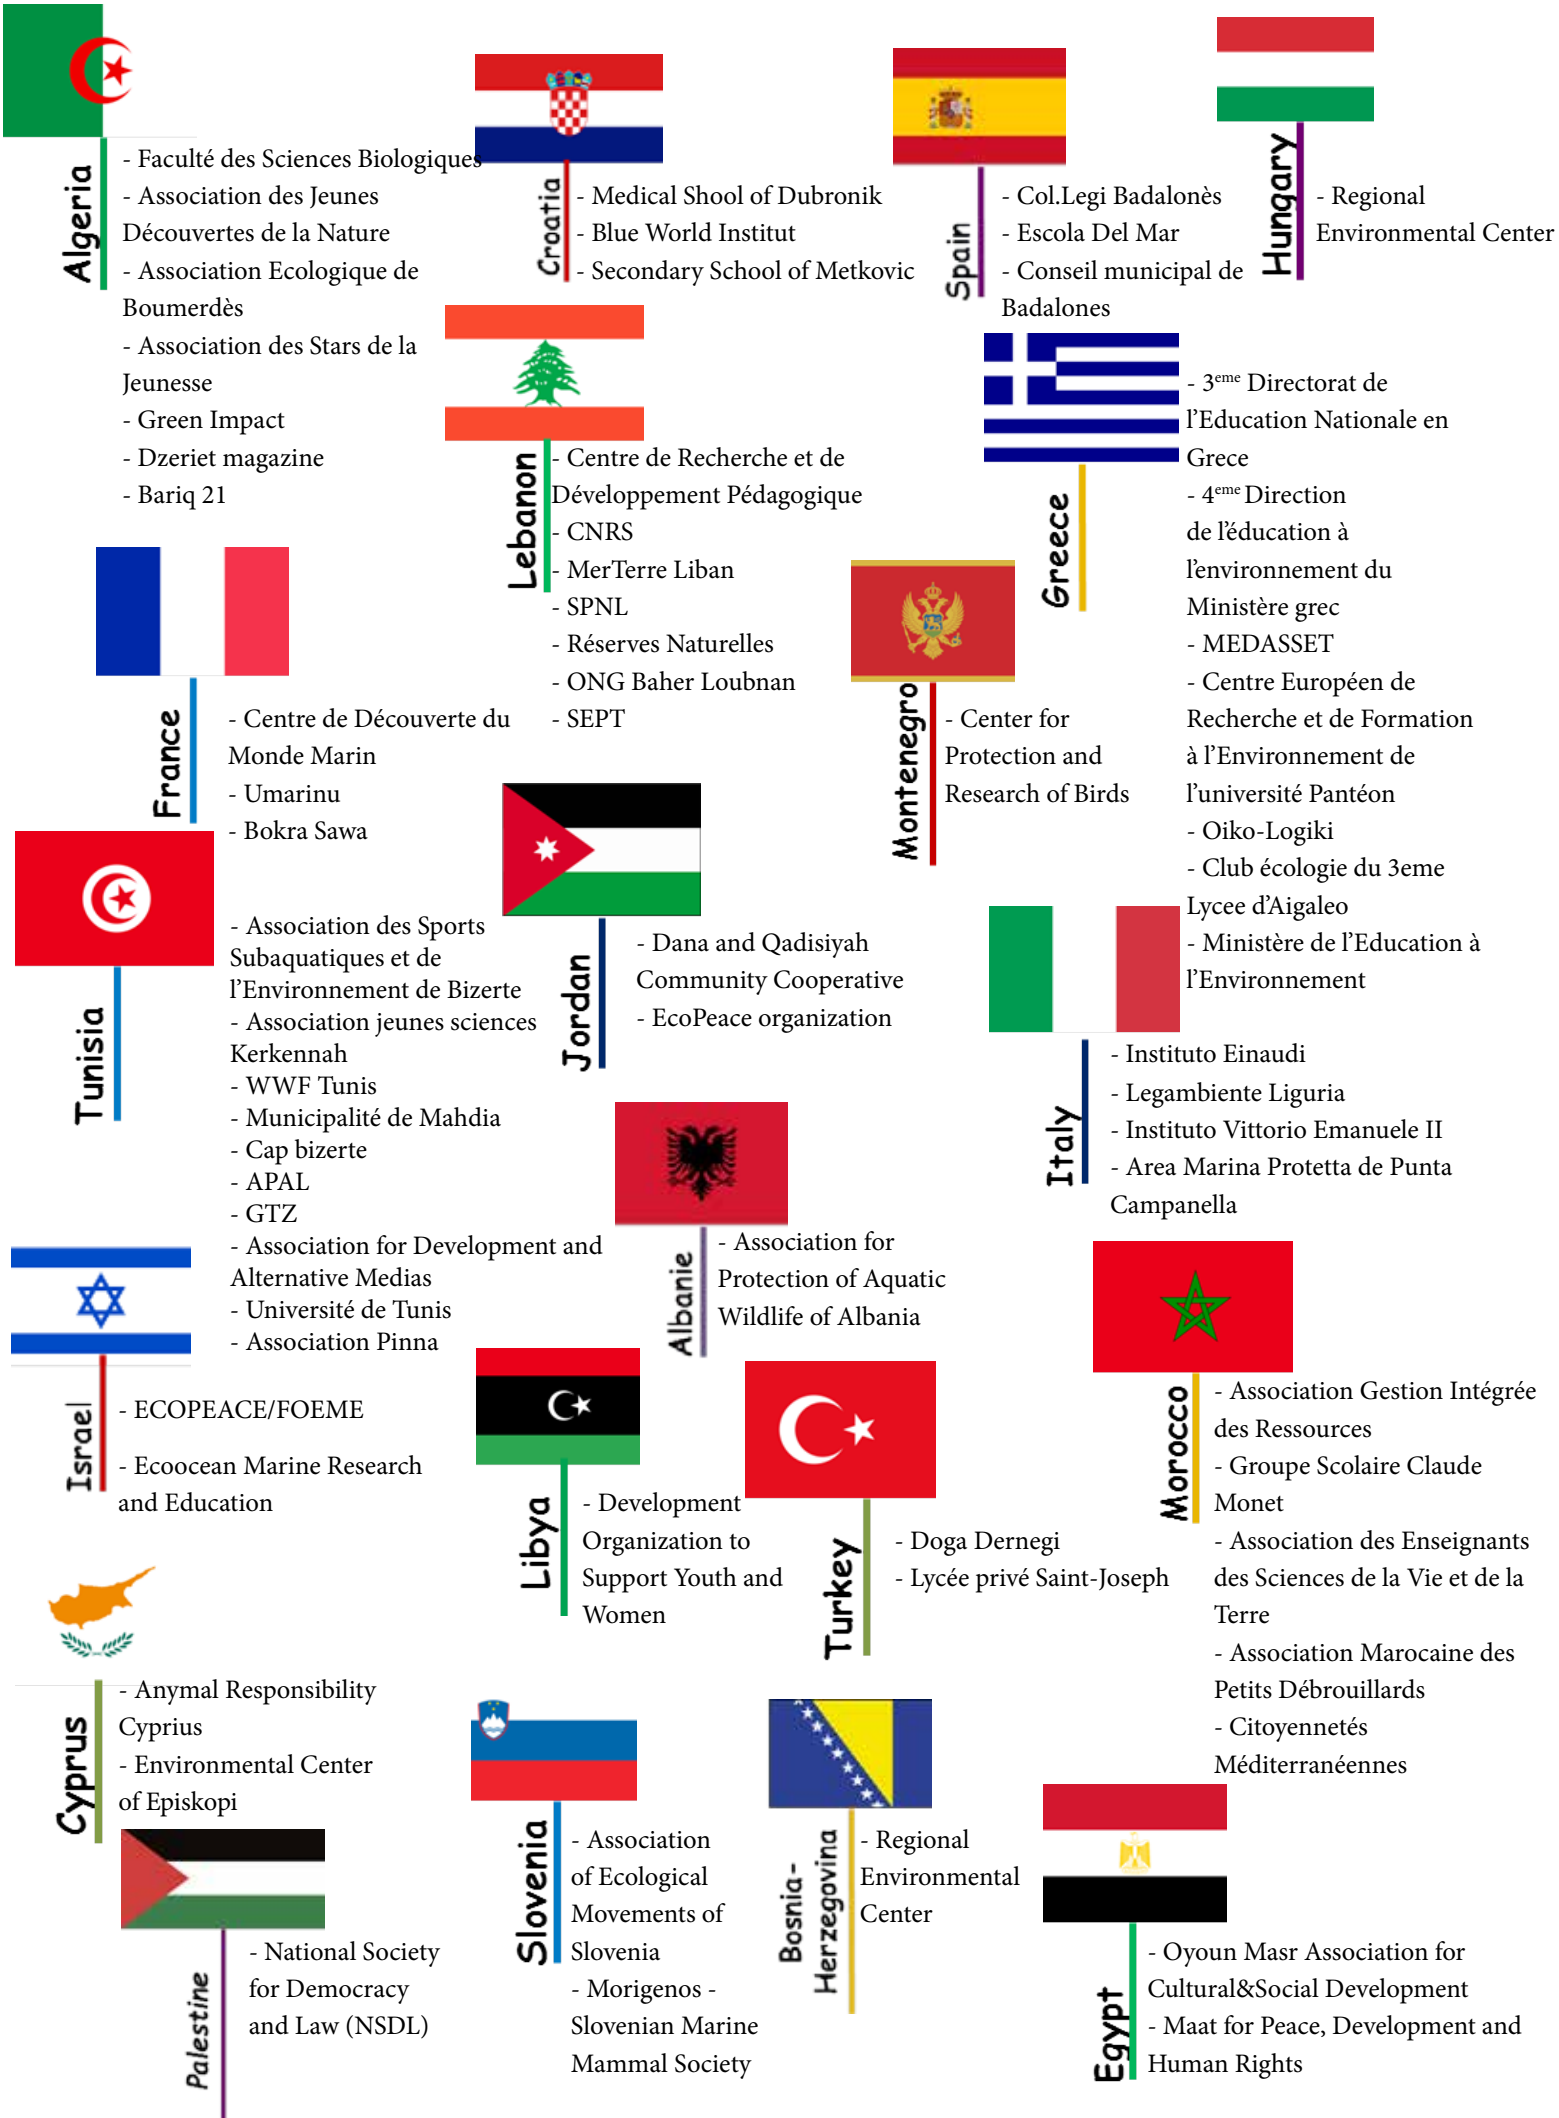 Algeria
- Faculté des Sciences Biologiques
- Association des Jeunes
Découvertes de la Nature
- Association Ecologique de
Boumerdès
- Association des Stars de la
Jeunesse
- Green Impact
- Dzeriet magazine
- Bariq 21
Croatia
- Medical Shool of Dubronik
- Blue World Institut
- Secondary School of Metkovic
Spain
- Col.Legi Badalonès
- Escola Del Mar
- Conseil municipal de
Badalones
Hungary
- Regional
Environmental Center
Lebanon
- Centre de Recherche et de
Développement Pédagogique
- CNRS
- MerTerre Liban
- SPNL
- Réserves Naturelles
- ONG Baher Loubnan
- SEPT
Greece
- 3eme Directorat de
l'Education Nationale en
Grece
- 4eme Direction
de l'éducation à
l'environnement du
Ministère grec
- MEDASSET
- Centre Européen de
Recherche et de Formation
à l'Environnement de
l'université Pantéon
- Oiko-Logiki
- Club écologie du 3eme
Lycee d'Aigaleo
- Ministère de l'Education à
l'Environnement
France
- Centre de Découverte du
Monde Marin
- Umarinu
- Bokra Sawa
Montenegro
- Center for
Protection and
Research of Birds
Tunisia
- Association des Sports
Subaquatiques et de
l'Environnement de Bizerte
- Association jeunes sciences
Kerkennah
- WWF Tunis
- Municipalité de Mahdia
- Cap bizerte
- APAL
- GTZ
- Association for Development and
Alternative Medias
- Université de Tunis
- Association Pinna
Jordan
- Dana and Qadisiyah
Community Cooperative
- EcoPeace organization
Italy
- Instituto Einaudi
- Legambiente Liguria
- Instituto Vittorio Emanuele II
- Area Marina Protetta de Punta
Campanella
Albanie
- Association for
Protection of Aquatic
Wildlife of Albania
Israel
- ECOPEACE/FOEME
- Ecoocean Marine Research
and Education
Libya
- Development
Organization to
Support Youth and
Women
Turkey
- Doga Dernegi
- Lycée privé Saint-Joseph
Morocco
- Association Gestion Intégrée
des Ressources
- Groupe Scolaire Claude
Monet
- Association des Enseignants
des Sciences de la Vie et de la
Terre
- Association Marocaine des
Petits Débrouillards
- Citoyennetés
Méditerranéennes
Cyprus
- Anymal Responsibility
Cyprius
- Environmental Center
of Episkopi
Palestine
- National Society
for Democracy
and Law (NSDL)
Slovenia
- Association
of Ecological
Movements of
Slovenia
- Morigenos -
Slovenian Marine
Mammal Society
Bosnia-
Herzegovina
- Regional
Environmental
Center
Egypt
- Oyoun Masr Association for
Cultural&Social Development
- Maat for Peace, Development and
Human Rights